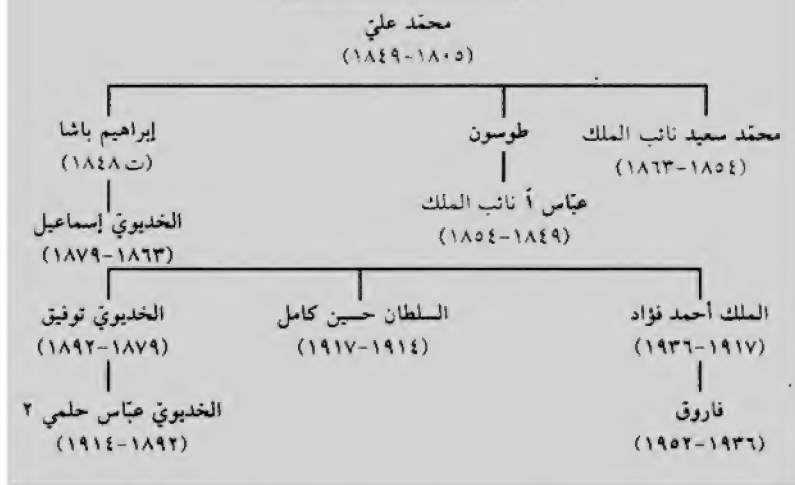 محمّد عليّ
(١٨٠٥-١٨٤٩)
محمّد سعيد نائب الملك
(١٨٥٤-١٨٦٣)
طوسون
إبراهيم باشا
(ت ١٨٤٨)
عبّاس أ نائب الملك
(١٨٤٩-١٨٥٤)
الخديويّ إسماعيل
(١٨٦٣-١٨٧٩)
الملك أحمد فؤاد
(١٩١٧-١٩٣٦)
السلطان حسين كامل
(١٩١٤-١٩١٧)
الخديويّ توفيق
(١٨٧٩-١٨٩٢)
فاروق
(١٩٣٦-١٩٥٢)
الخديويّ عبّاس حلمي ٢
(١٨٩٢-١٩١٤)